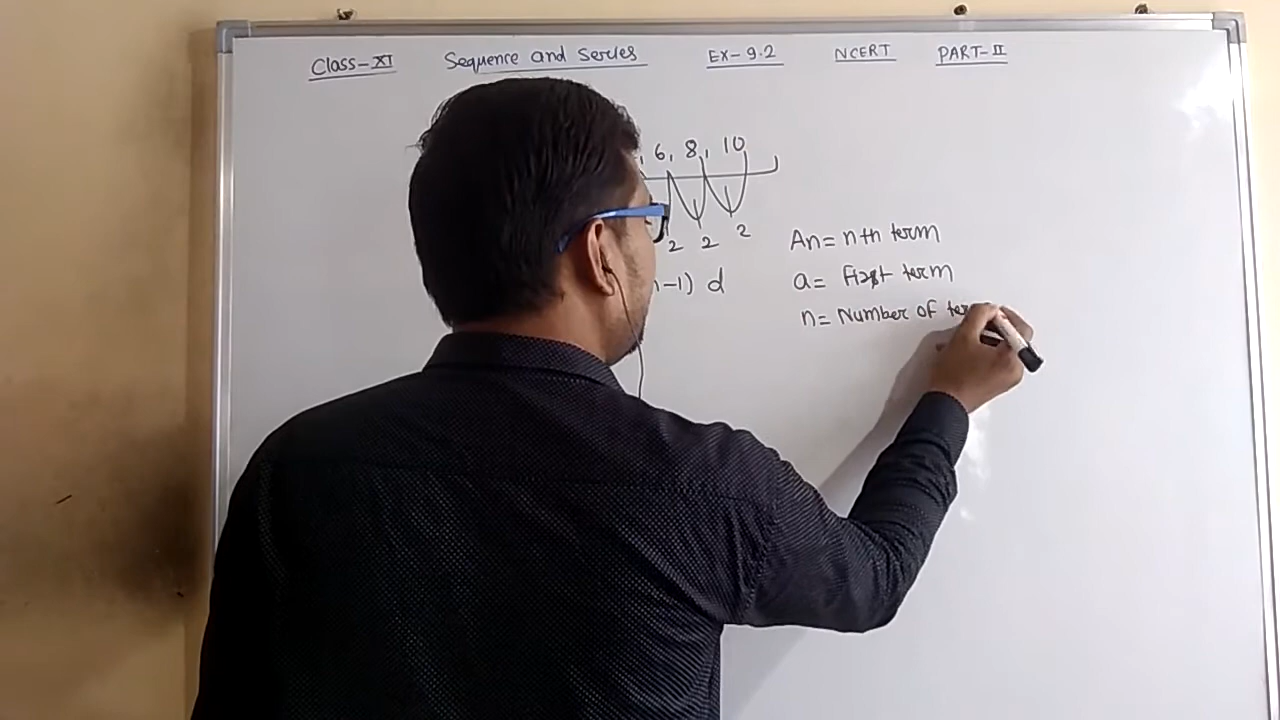 Class-XI Sequence and Series EX-9.2 NCERT PART-II
, 6, 8, 10
2 2 2
-1) d
An = nth term
a = First term
n = Number of ter